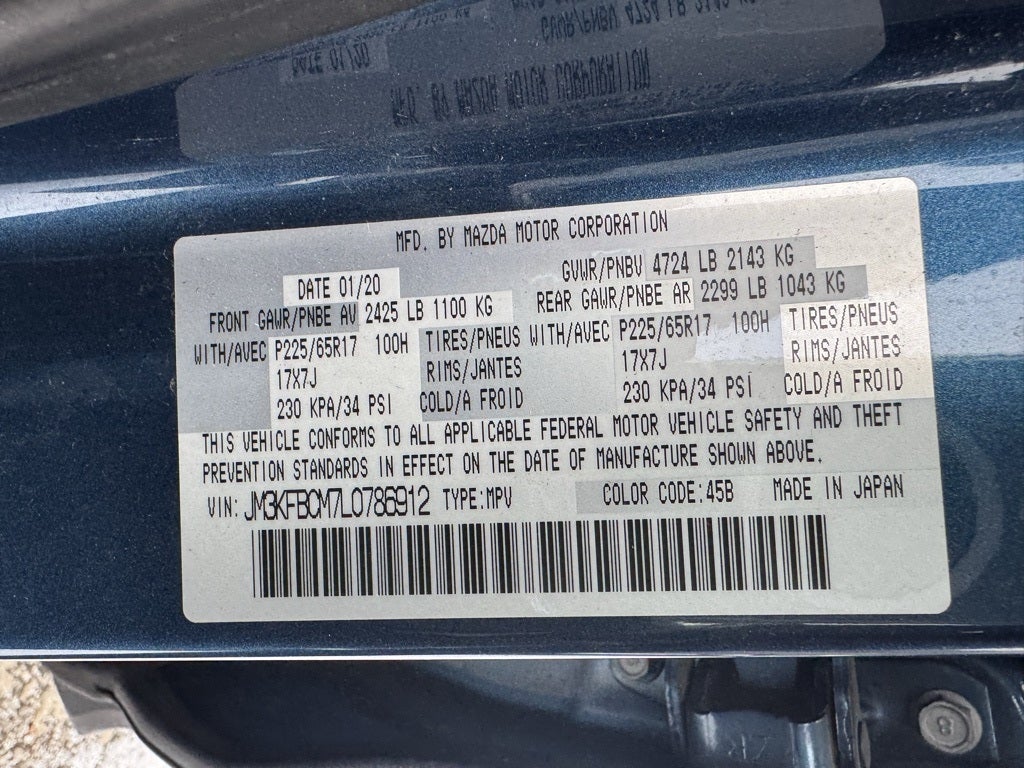 MFD. BY MAZDA MOTOR CORPORATION
DATE 01/20 GVWR/PNBV 4724 LB 2143 KG
FRONT GAWR/PNBE AV 2425 LB 1100 KG REAR GAWR/PNBE AR 2299 LB 1043 KG
WITH/AVEC P225/65R17 100H TIRES/PNEUS WITH/AVEC P225/65R17 100H TIRES/PNEUS
17X7J RIMS/JANTES 17X7J RIMS/JANTES
230 KPA/34 PSI COLD/A FROID 230 KPA/34 PSI COLD/A FROID
THIS VEHICLE CONFORMS TO ALL APPLICABLE FEDERAL MOTOR VEHICLE SAFETY AND THEFT
PREVENTION STANDARDS IN EFFECT ON THE DATE OF MANUFACTURE SHOWN ABOVE.
VIN: JM3KFBCM7L0786912 TYPE:MPV COLOR CODE:45B MADE IN JAPAN
8